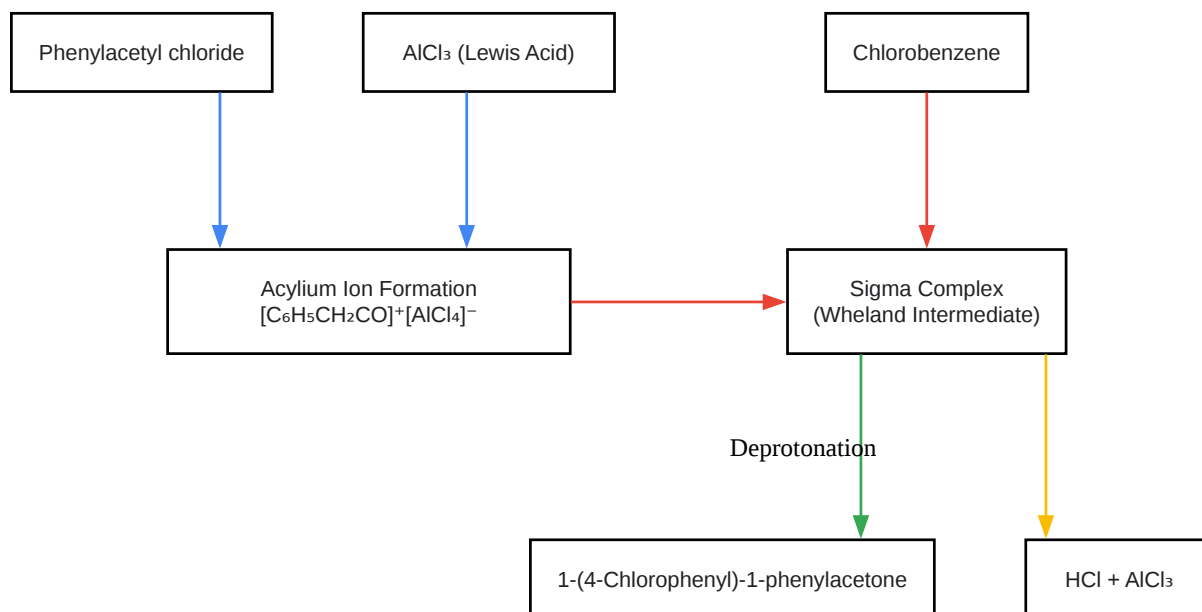 Phenylacetyl chloride
AlCl₃ (Lewis Acid)
Chlorobenzene
Acylium Ion Formation
[C₆H₅CH₂CO]⁺[AlCl₄]⁻
Sigma Complex
(Wheland Intermediate)
Deprotonation
1-(4-Chlorophenyl)-1-phenylacetone
HCl + AlCl₃